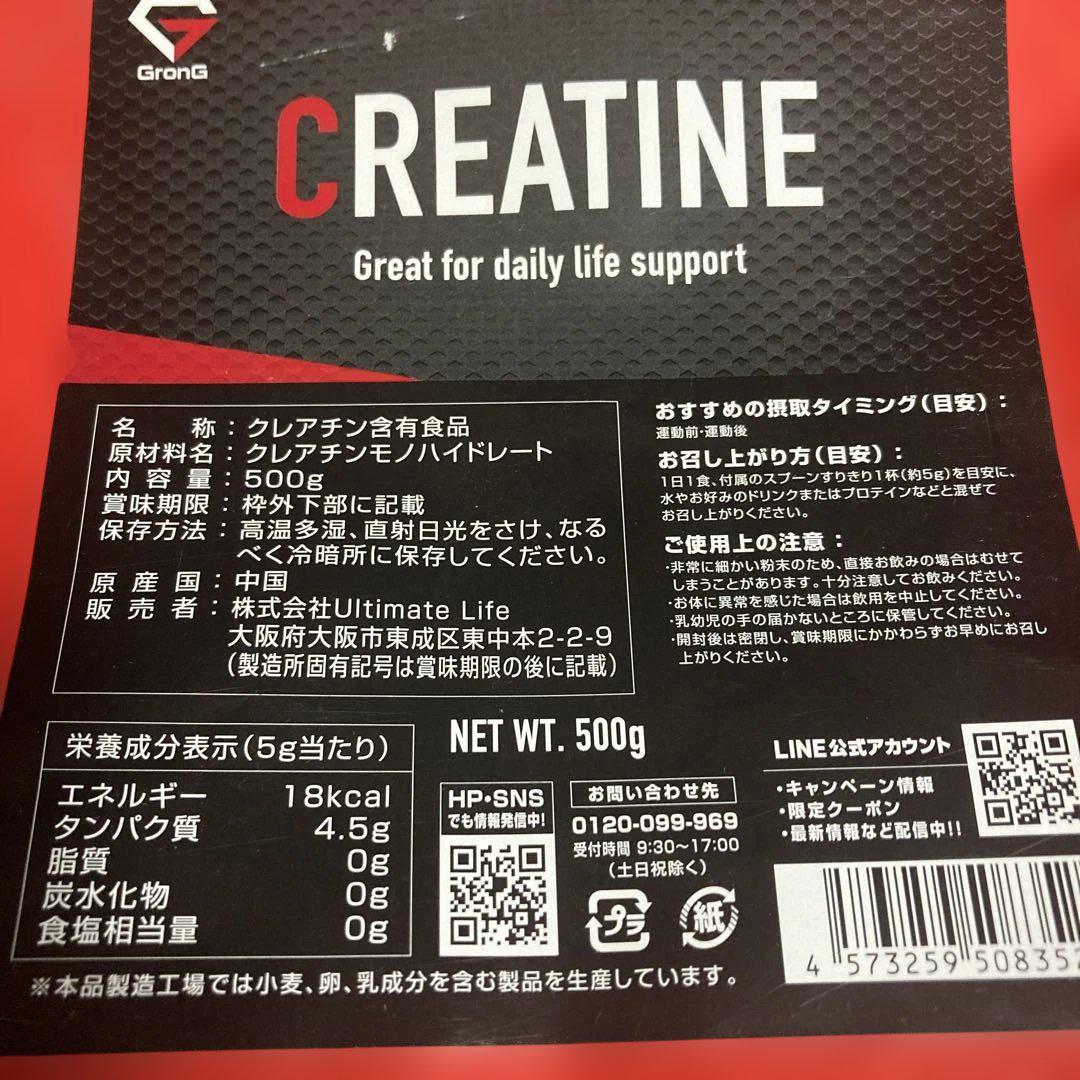 GronG
CREATINE
Great for daily life support
名　称：クレアチン含有食品
原材料名：クレアチンモノハイドレート
内容量：500g
賞味期限：枠外下部に記載
保存方法：高温多湿、直射日光をさけ、なる
べく冷暗所に保存してください。
原産国：中国
販売者：株式会社Ultimate Life
大阪府大阪市東成区東中本2-2-9
（製造所固有記号は賞味期限の後に記載）
おすすめの摂取タイミング（目安）：
運動前・運動後
お召し上がり方（目安）：
1日1食、付属のスプーンすりきり1杯（約5g）を目安に、
水やお好みのドリンクまたはプロテインなどと混ぜて
お召し上がりください。
ご使用上の注意：
・非常に細かい粉末のため、直接お飲みの場合はむせて
しまうことがあります。十分注意してお飲みください。
・お体に異常を感じた場合は飲用を中止してください。
・乳幼児の手の届かないところに保管してください。
・開封後は密閉し、賞味期限にかかわらずお早めにお召し
上がりください。
栄養成分表示（5g当たり）
エネルギー 18kcal
タンパク質 4.5g
脂質 0g
炭水化物 0g
食塩相当量 0g
NET WT. 500g
HP・SNS
でも情報発信中!
お問い合わせ先
0120-099-969
受付時間 9:30～17:00
（土日祝除く）
プラ
紙
LINE公式アカウント
・キャンペーン情報
・限定クーポン
・最新情報など配信中!!
4 573259 508352
※本品製造工場では小麦、卵、乳成分を含む製品を生産しています。